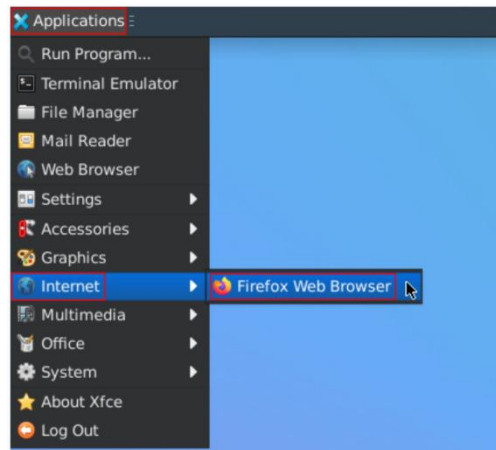 Applications
Run Program...
Terminal Emulator
File Manager
Mail Reader
Web Browser
Settings
Accessories
Graphics
Internet
Firefox Web Browser
Multimedia
Office
System
About Xfce
Log Out